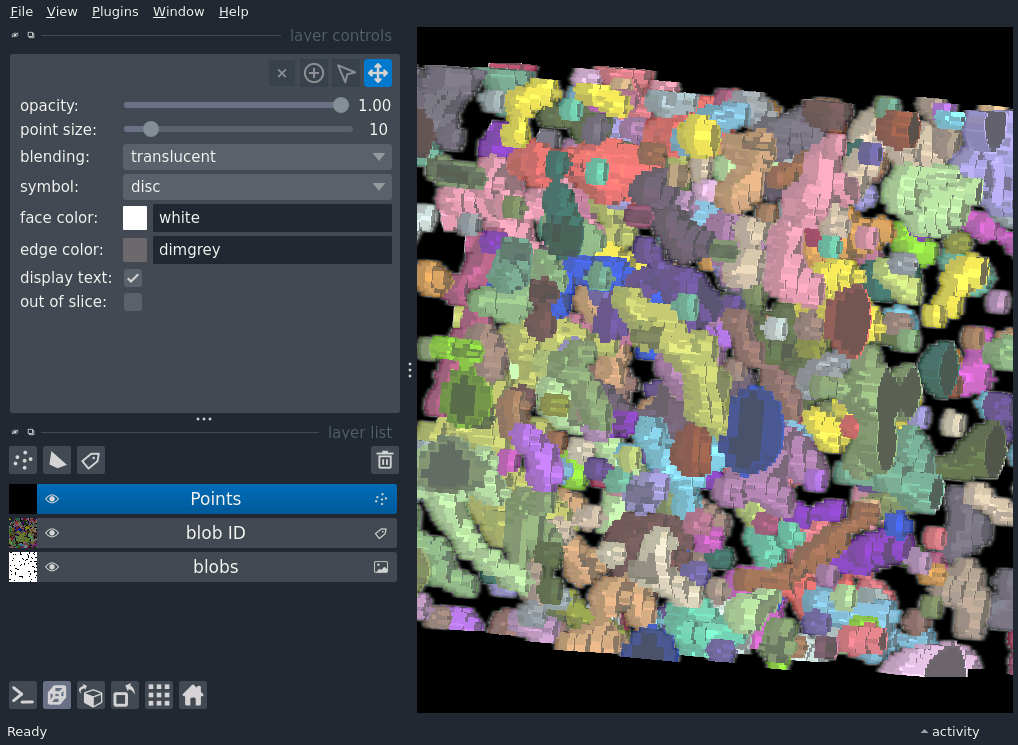 File View Plugins Window Help
layer controls
opacity: 1.00
point size: 10
blending: translucent
symbol: disc
face color: white
edge color: dimgrey
display text:
out of slice:
layer list
Points
blob ID
blobs
Ready activity